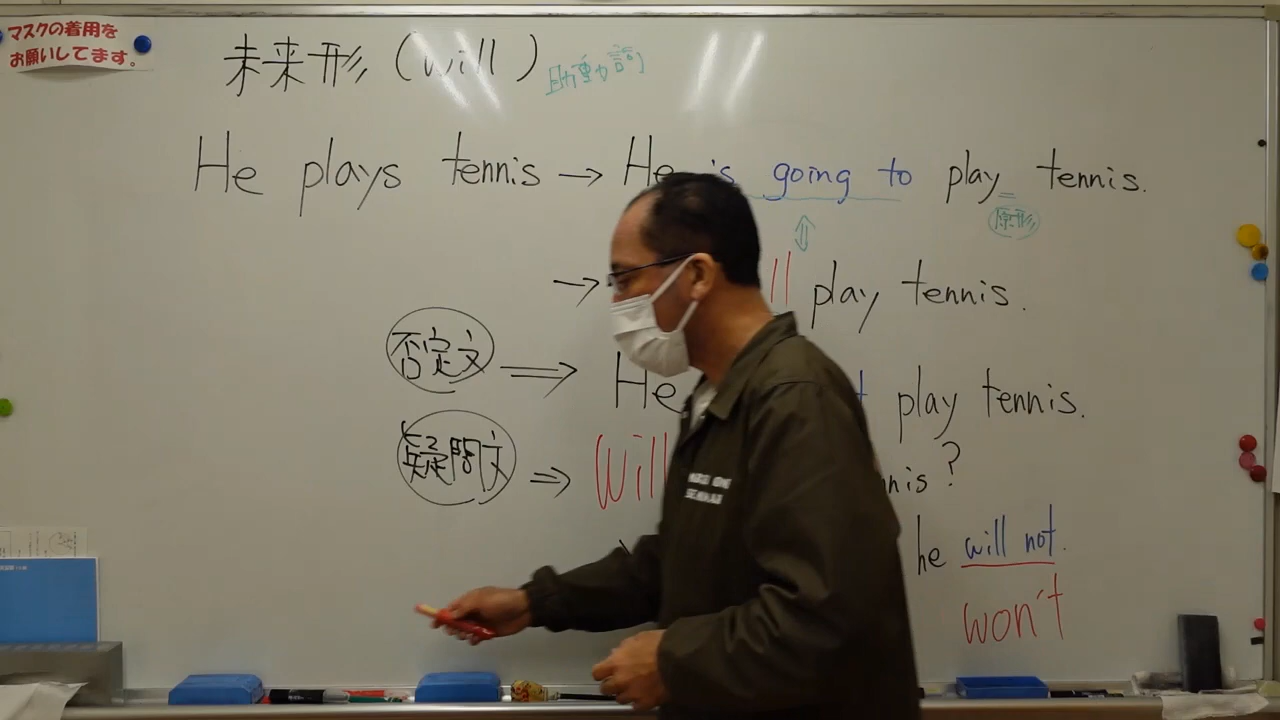 マスクの着用を
お願いしてます。
未来形 (will) 助動詞
He plays tennis → He is going to play tennis.
原形
→ play tennis.
否定文 ⇒ He play tennis.
疑問文 ⇒ Will ?
he will not.
won't